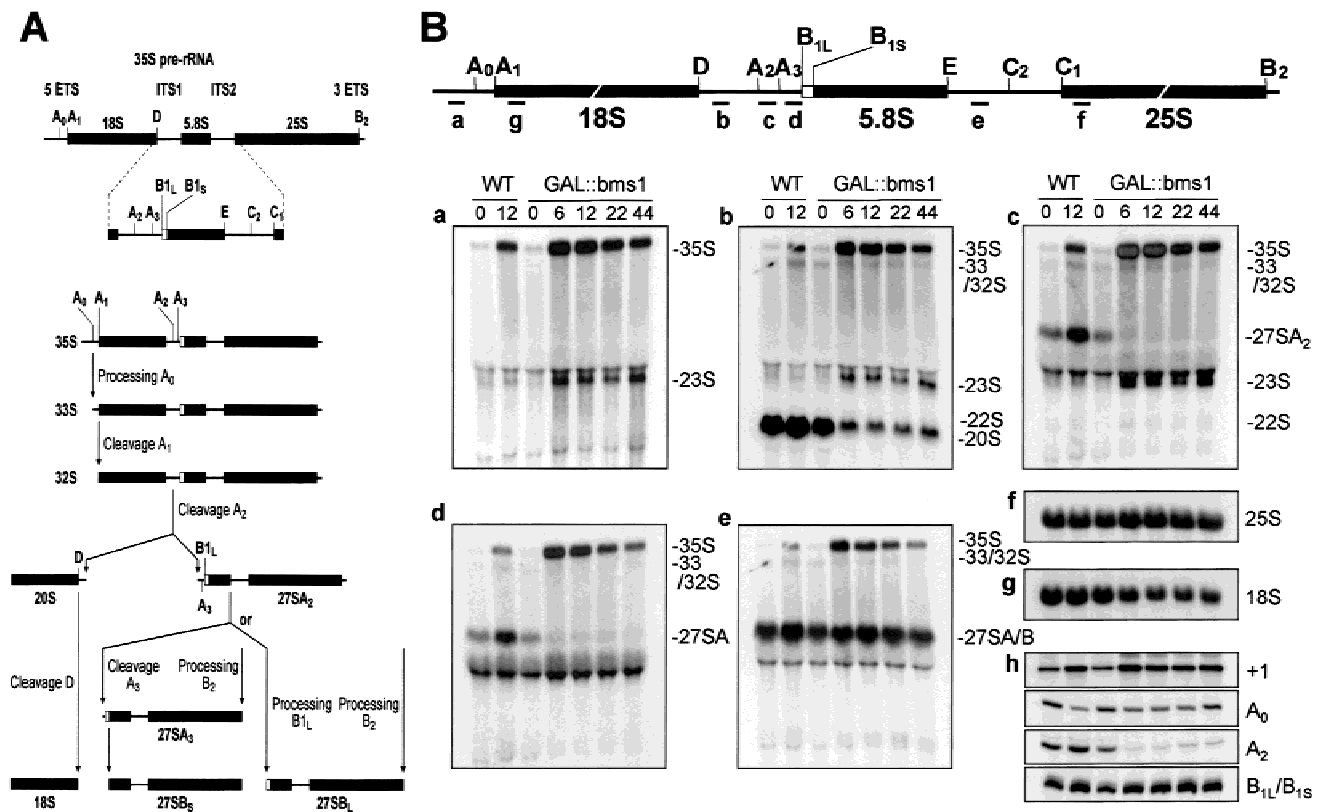 A
35S pre-rRNA
5 ETS ITS1 ITS2 3 ETS
A0 A1 18S D 5.8S 25S B2
B1L B1S
A2 A3 E C2 C1
A0 A1 A2 A3
35S
Processing A0
33S
Cleavage A1
32S
Cleavage A2
D B1L
20S A3 27SA2
or
Cleavage D
Cleavage A3
Processing B2
Processing B1L
Processing B2
27SA3
18S 27SBS 27SBL
B
B1L B1S
A0 A1 D A2 A3 E C2 C1 B2
a g 18S b c d 5.8S e f 25S
a
WT GAL::bms1
0 12 0 6 12 22 44
-35S
-23S
b
WT GAL::bms1
0 12 0 6 12 22 44
-35S
-33
/32S
-23S
-22S
-20S
c
WT GAL::bms1
0 12 0 6 12 22 44
-35S
-33
/32S
-27SA2
-23S
-22S
d
-35S
-33
/32S
-27SA
e
-35S
-33/32S
-27SA/B
f
25S
g
18S
h
+1
A0
A2
B1L/B1S